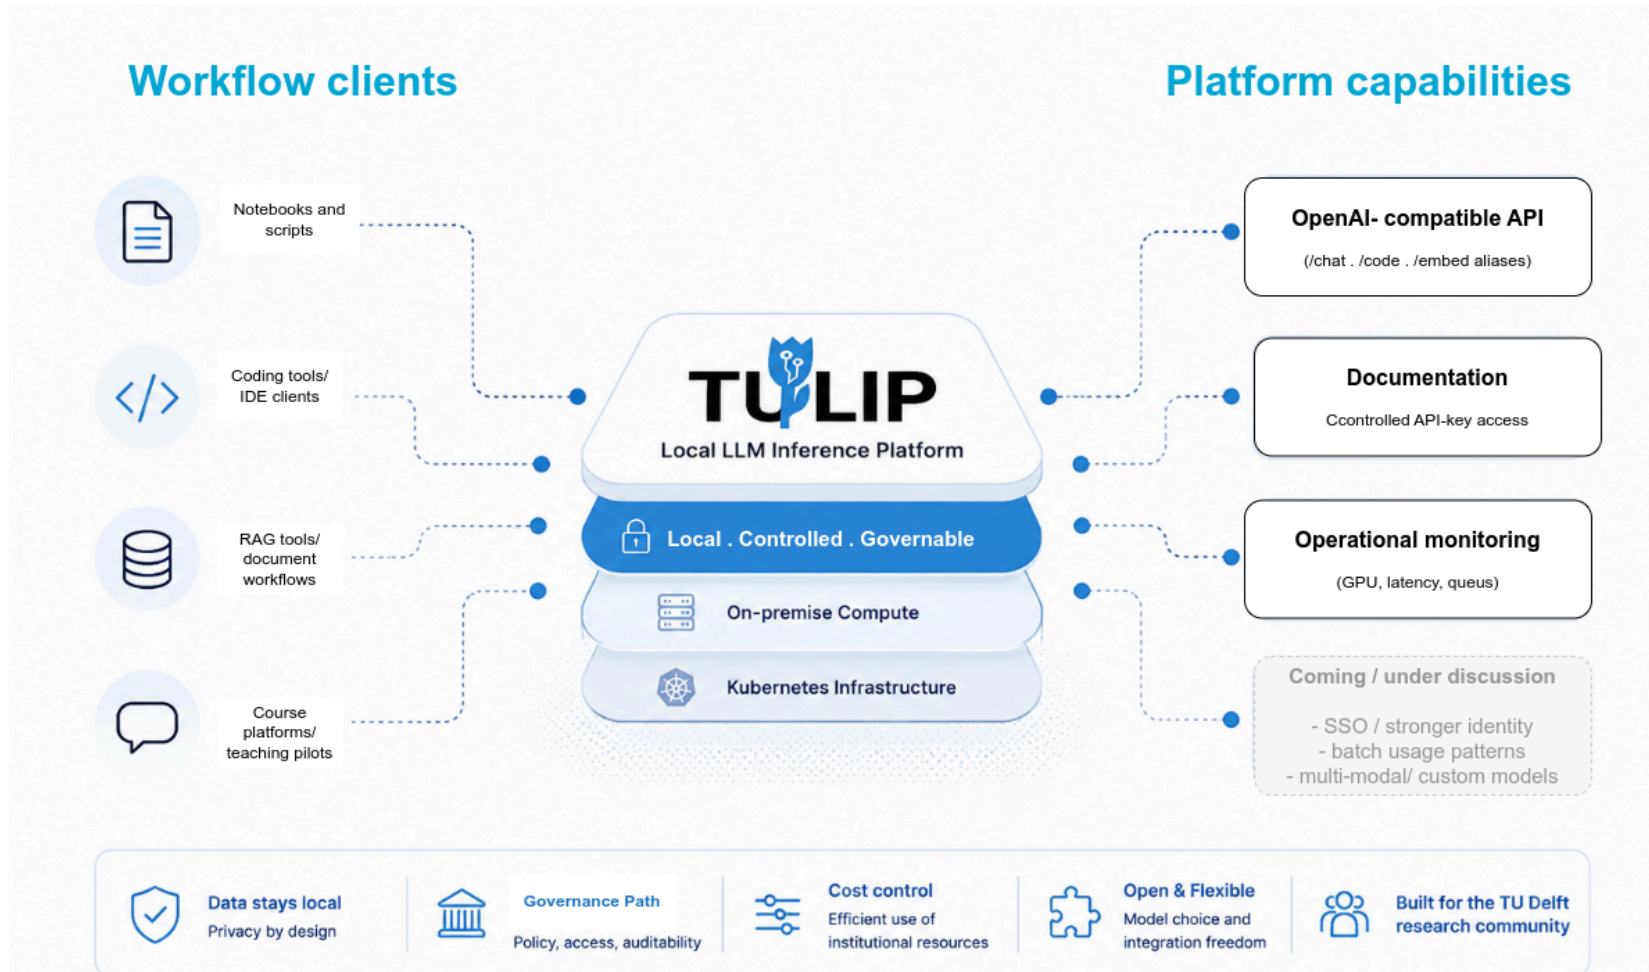 Workflow clients
Platform capabilities
Notebooks and
scripts
Coding tools/
IDE clients
RAG tools/
document
workflows
Course
platforms/
teaching pilots
TULIP
Local LLM Inference Platform
Local . Controlled . Governable
On-premise Compute
Kubernetes Infrastructure
OpenAI- compatible API
(/chat . /code . /embed aliases)
Documentation
Ccontrolled API-key access
Operational monitoring
(GPU, latency, queus)
Coming / under discussion
- SSO / stronger identity
- batch usage patterns
- multi-modal/ custom models
Data stays local
Privacy by design
Governance Path
Policy, access, auditability
Cost control
Efficient use of
institutional resources
Open & Flexible
Model choice and
integration freedom
Built for the TU Delft
research community